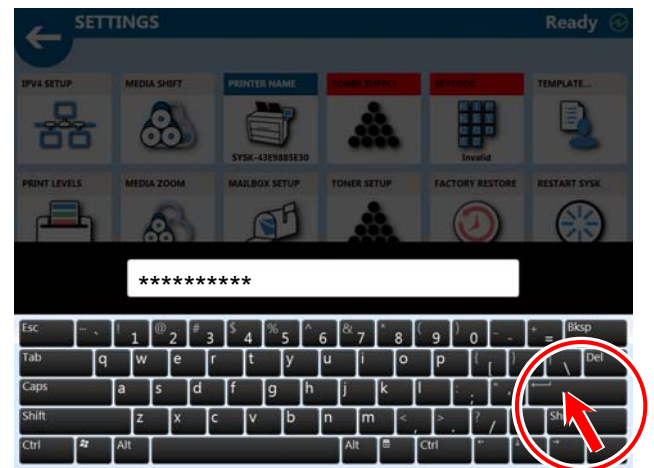 SETTINGS
Ready
IPV4 SETUP
MEDIA SHIFT
PRINTER NAME
TONER SUPPLY
KEYCODE
TEMPLATE...
SYSK-43E9885E30
Invalid
PRINT LEVELS
MEDIA ZOOM
MAILBOX SETUP
TONER SETUP
FACTORY RESTORE
RESTART SYSK
**********
Esc ~ ` ! 1 @ 2 # 3 $ 4 % 5 ^ 6 & 7 * 8 ( 9 ) 0 _ - + = Bksp
Tab q w e r t y u i o p { [ } ] | \ Del
Caps a s d f g h j k l : ; " '
Shift z x c v b n m < , > . ? /
Ctrl Alt Alt Ctrl